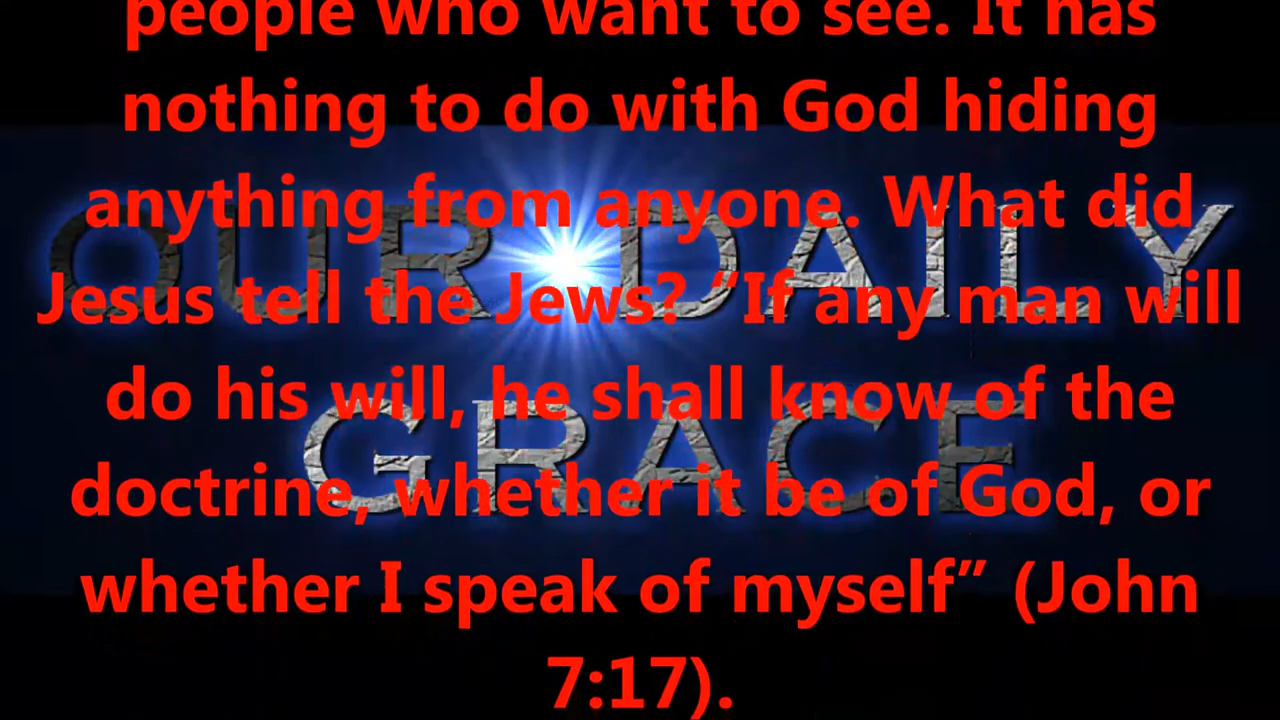 people who want to see. It has
nothing to do with God hiding
anything from anyone. What did
Jesus tell the Jews? “If any man will
do his will, he shall know of the
doctrine, whether it be of God, or
whether I speak of myself” (John
7:17).
OUR DAILY
GRACE